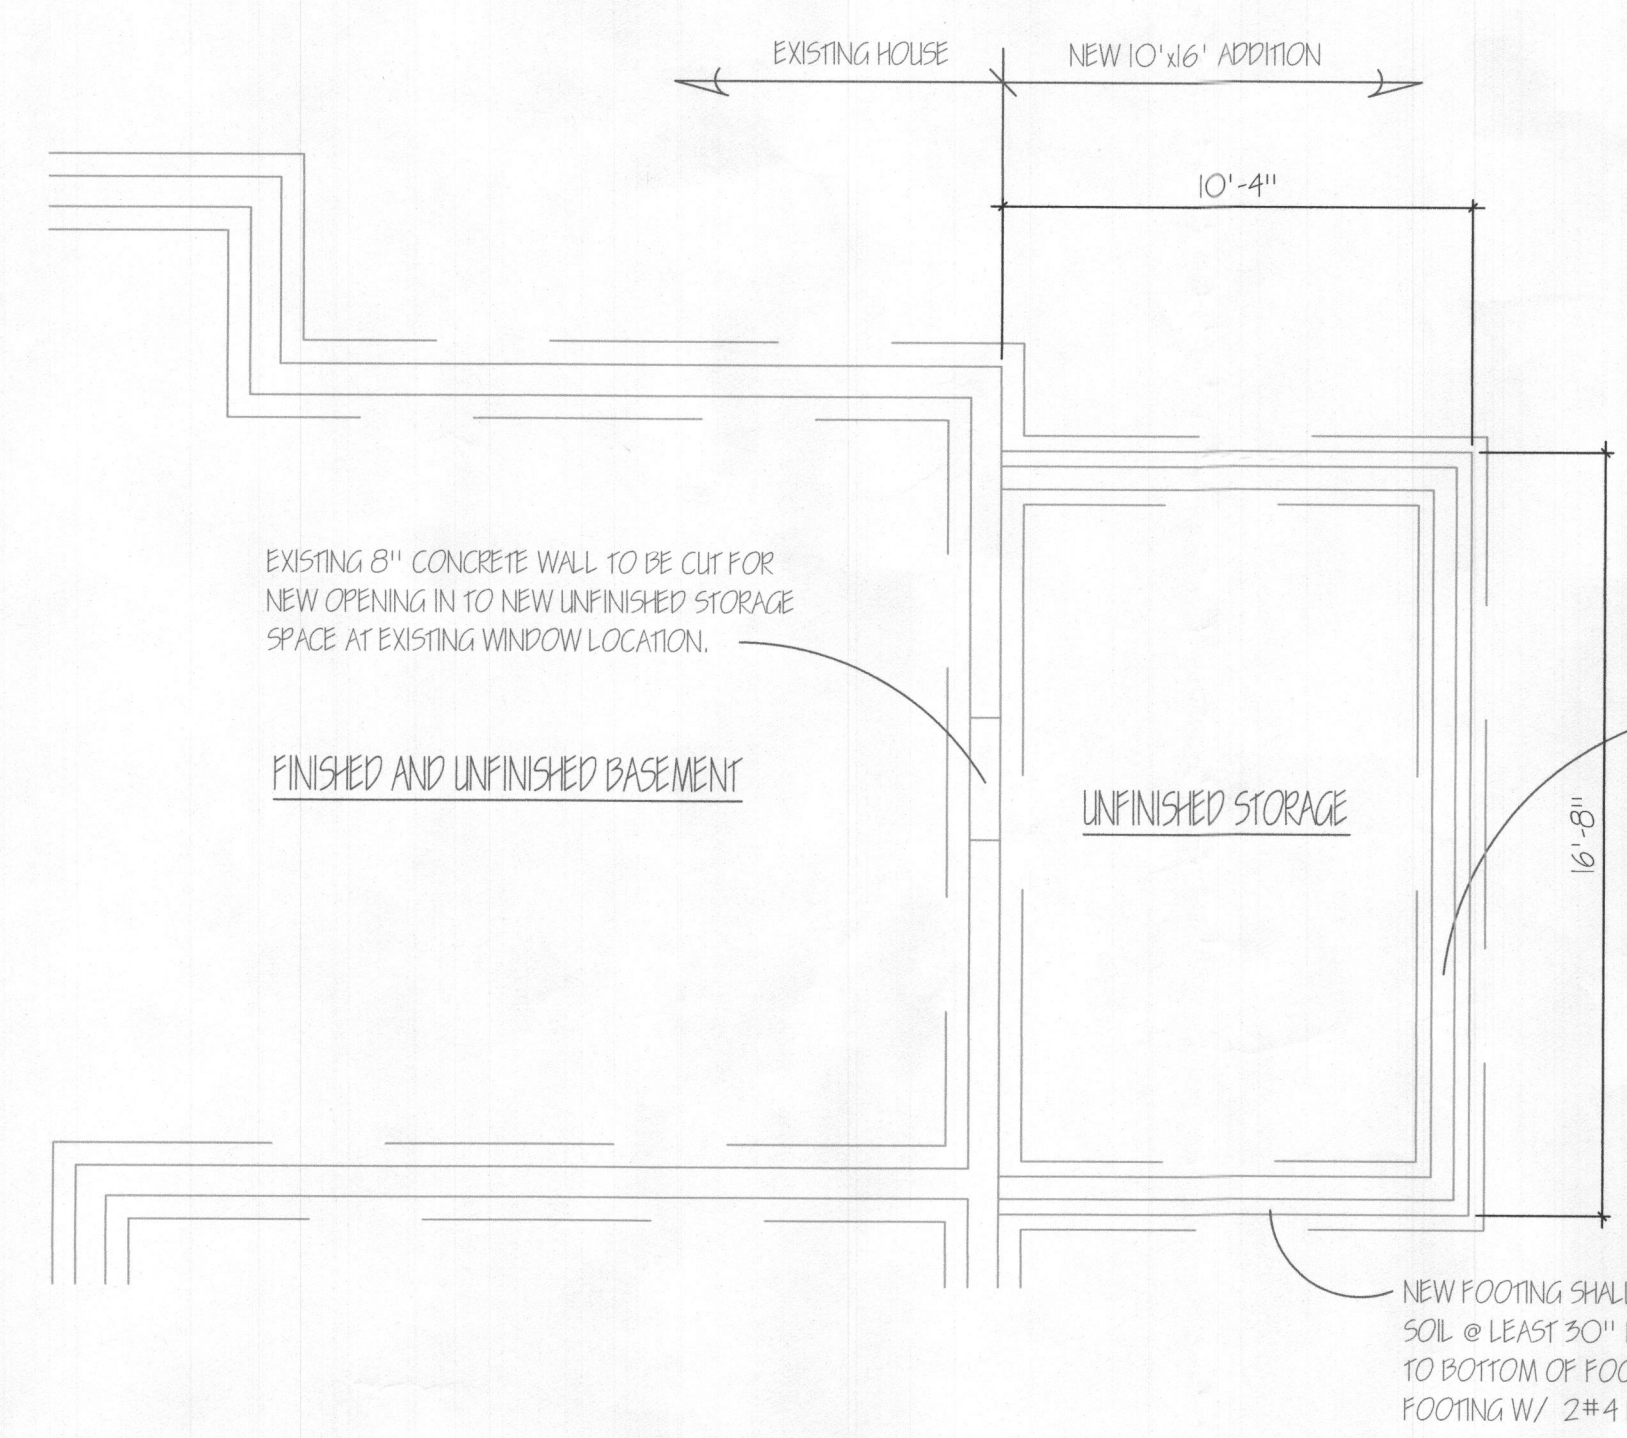 EXISTING HOUSE
NEW 10'x16' ADDITION
10'-4"
EXISTING 8" CONCRETE WALL TO BE CUT FOR
NEW OPENING IN TO NEW UNFINISHED STORAGE
SPACE AT EXISTING WINDOW LOCATION.
FINISHED AND UNFINISHED BASEMENT
UNFINISHED STORAGE
16'-8"
NEW FOOTING SHALL
SOIL @ LEAST 30"
TO BOTTOM OF
FOOTING W/ 2#4